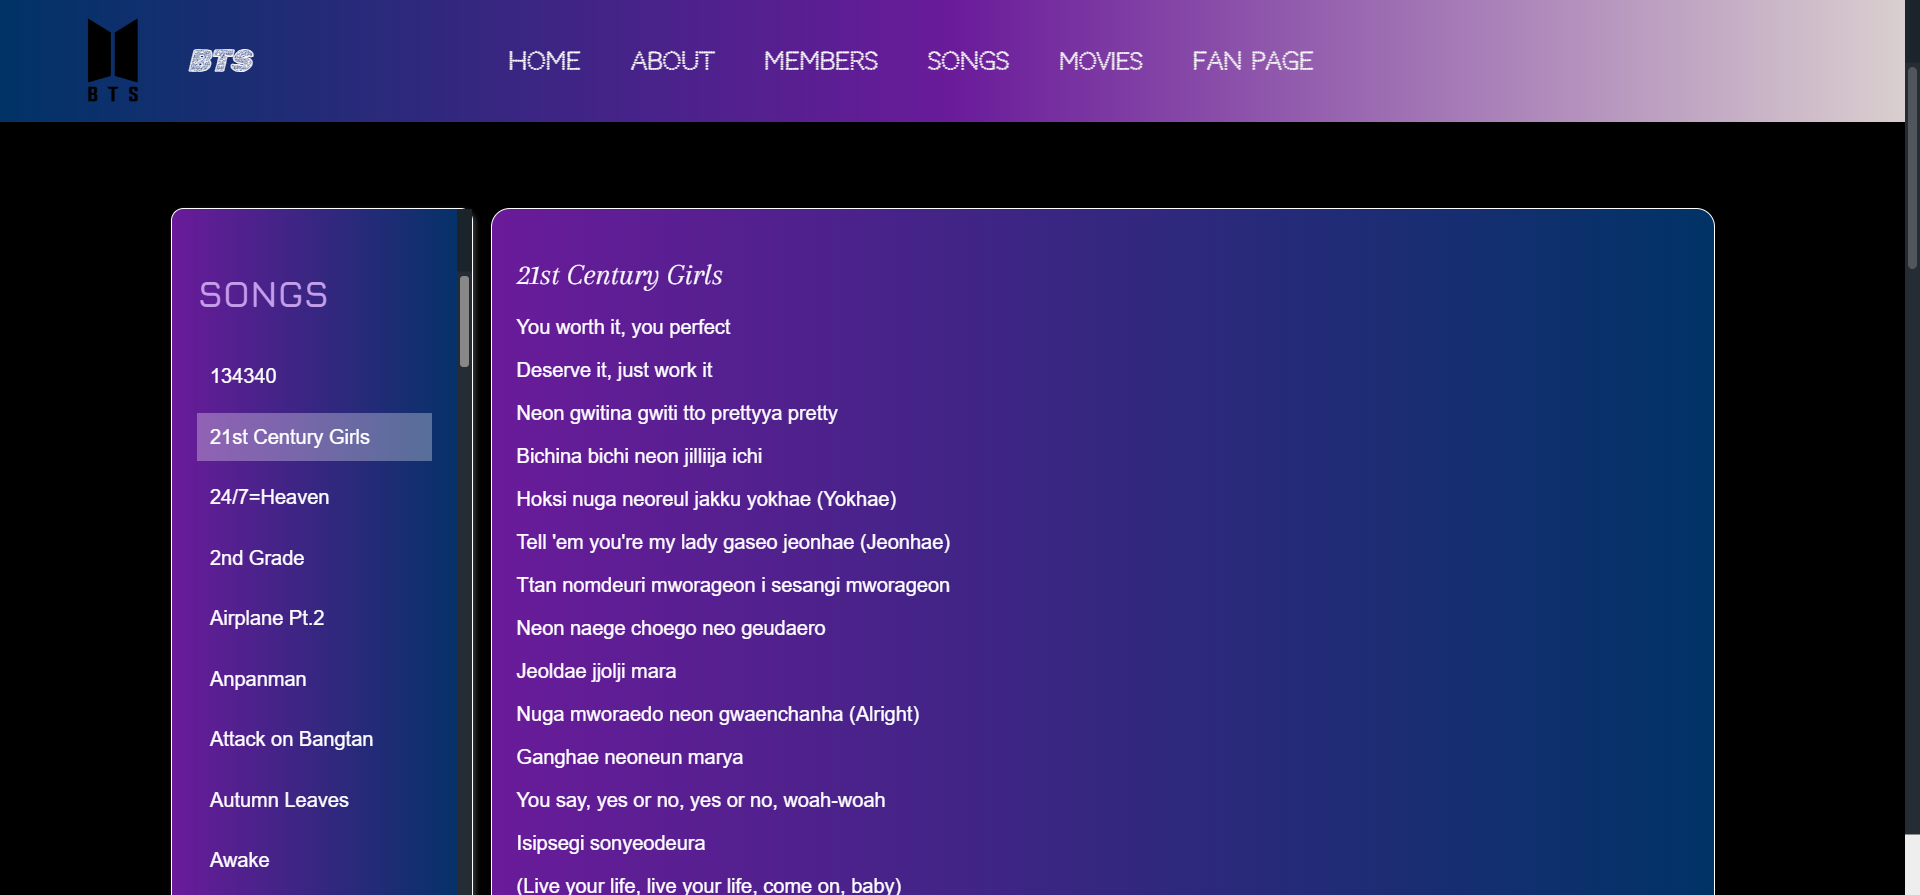 BTS
BTS
HOME ABOUT MEMBERS SONGS MOVIES FAN PAGE
SONGS
134340
21st Century Girls
24/7=Heaven
2nd Grade
Airplane Pt.2
Anpanman
Attack on Bangtan
Autumn Leaves
Awake
21st Century Girls
You worth it, you perfect
Deserve it, just work it
Neon gwitina gwiti tto prettyya pretty
Bichina bichi neon jilliija ichi
Hoksi nuga neoreul jakku yokhae (Yokhae)
Tell 'em you're my lady gaseo jeonhae (Jeonhae)
Ttan nomdeuri mworageon i sesangi mworageon
Neon naege choego neo geudaero
Jeoldae jjolji mara
Nuga mworaedo neon gwaenchanha (Alright)
Ganghae neoneun marya
You say, yes or no, yes or no, woah-woah
Isipsegi sonyeodeura
(Live your life, live your life, come on, baby)